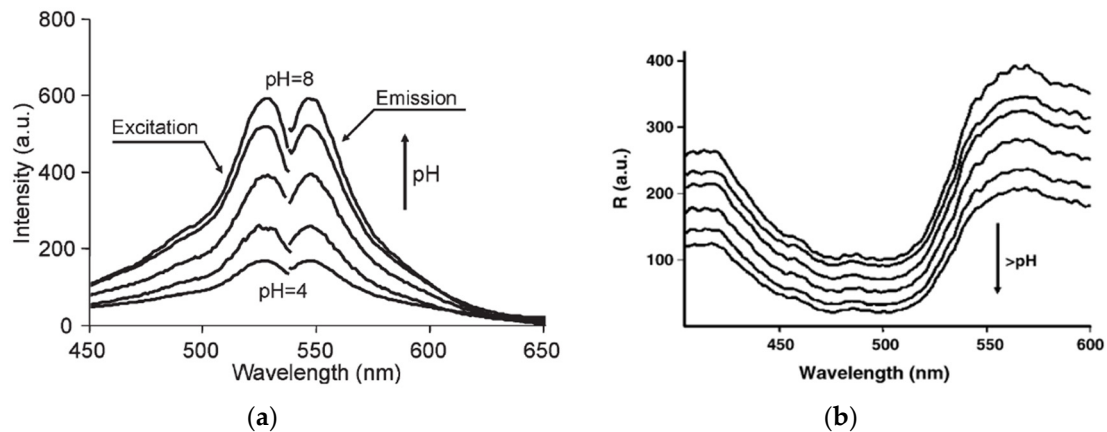 800
600
400
200
0
Intensity (a.u.)
pH=8
Excitation
Emission
pH
pH=4
450 500 550 600 650
Wavelength (nm)
(a)
400
300
200
100
R (a.u.)
>pH
450 500 550 600
Wavelength (nm)
(b)